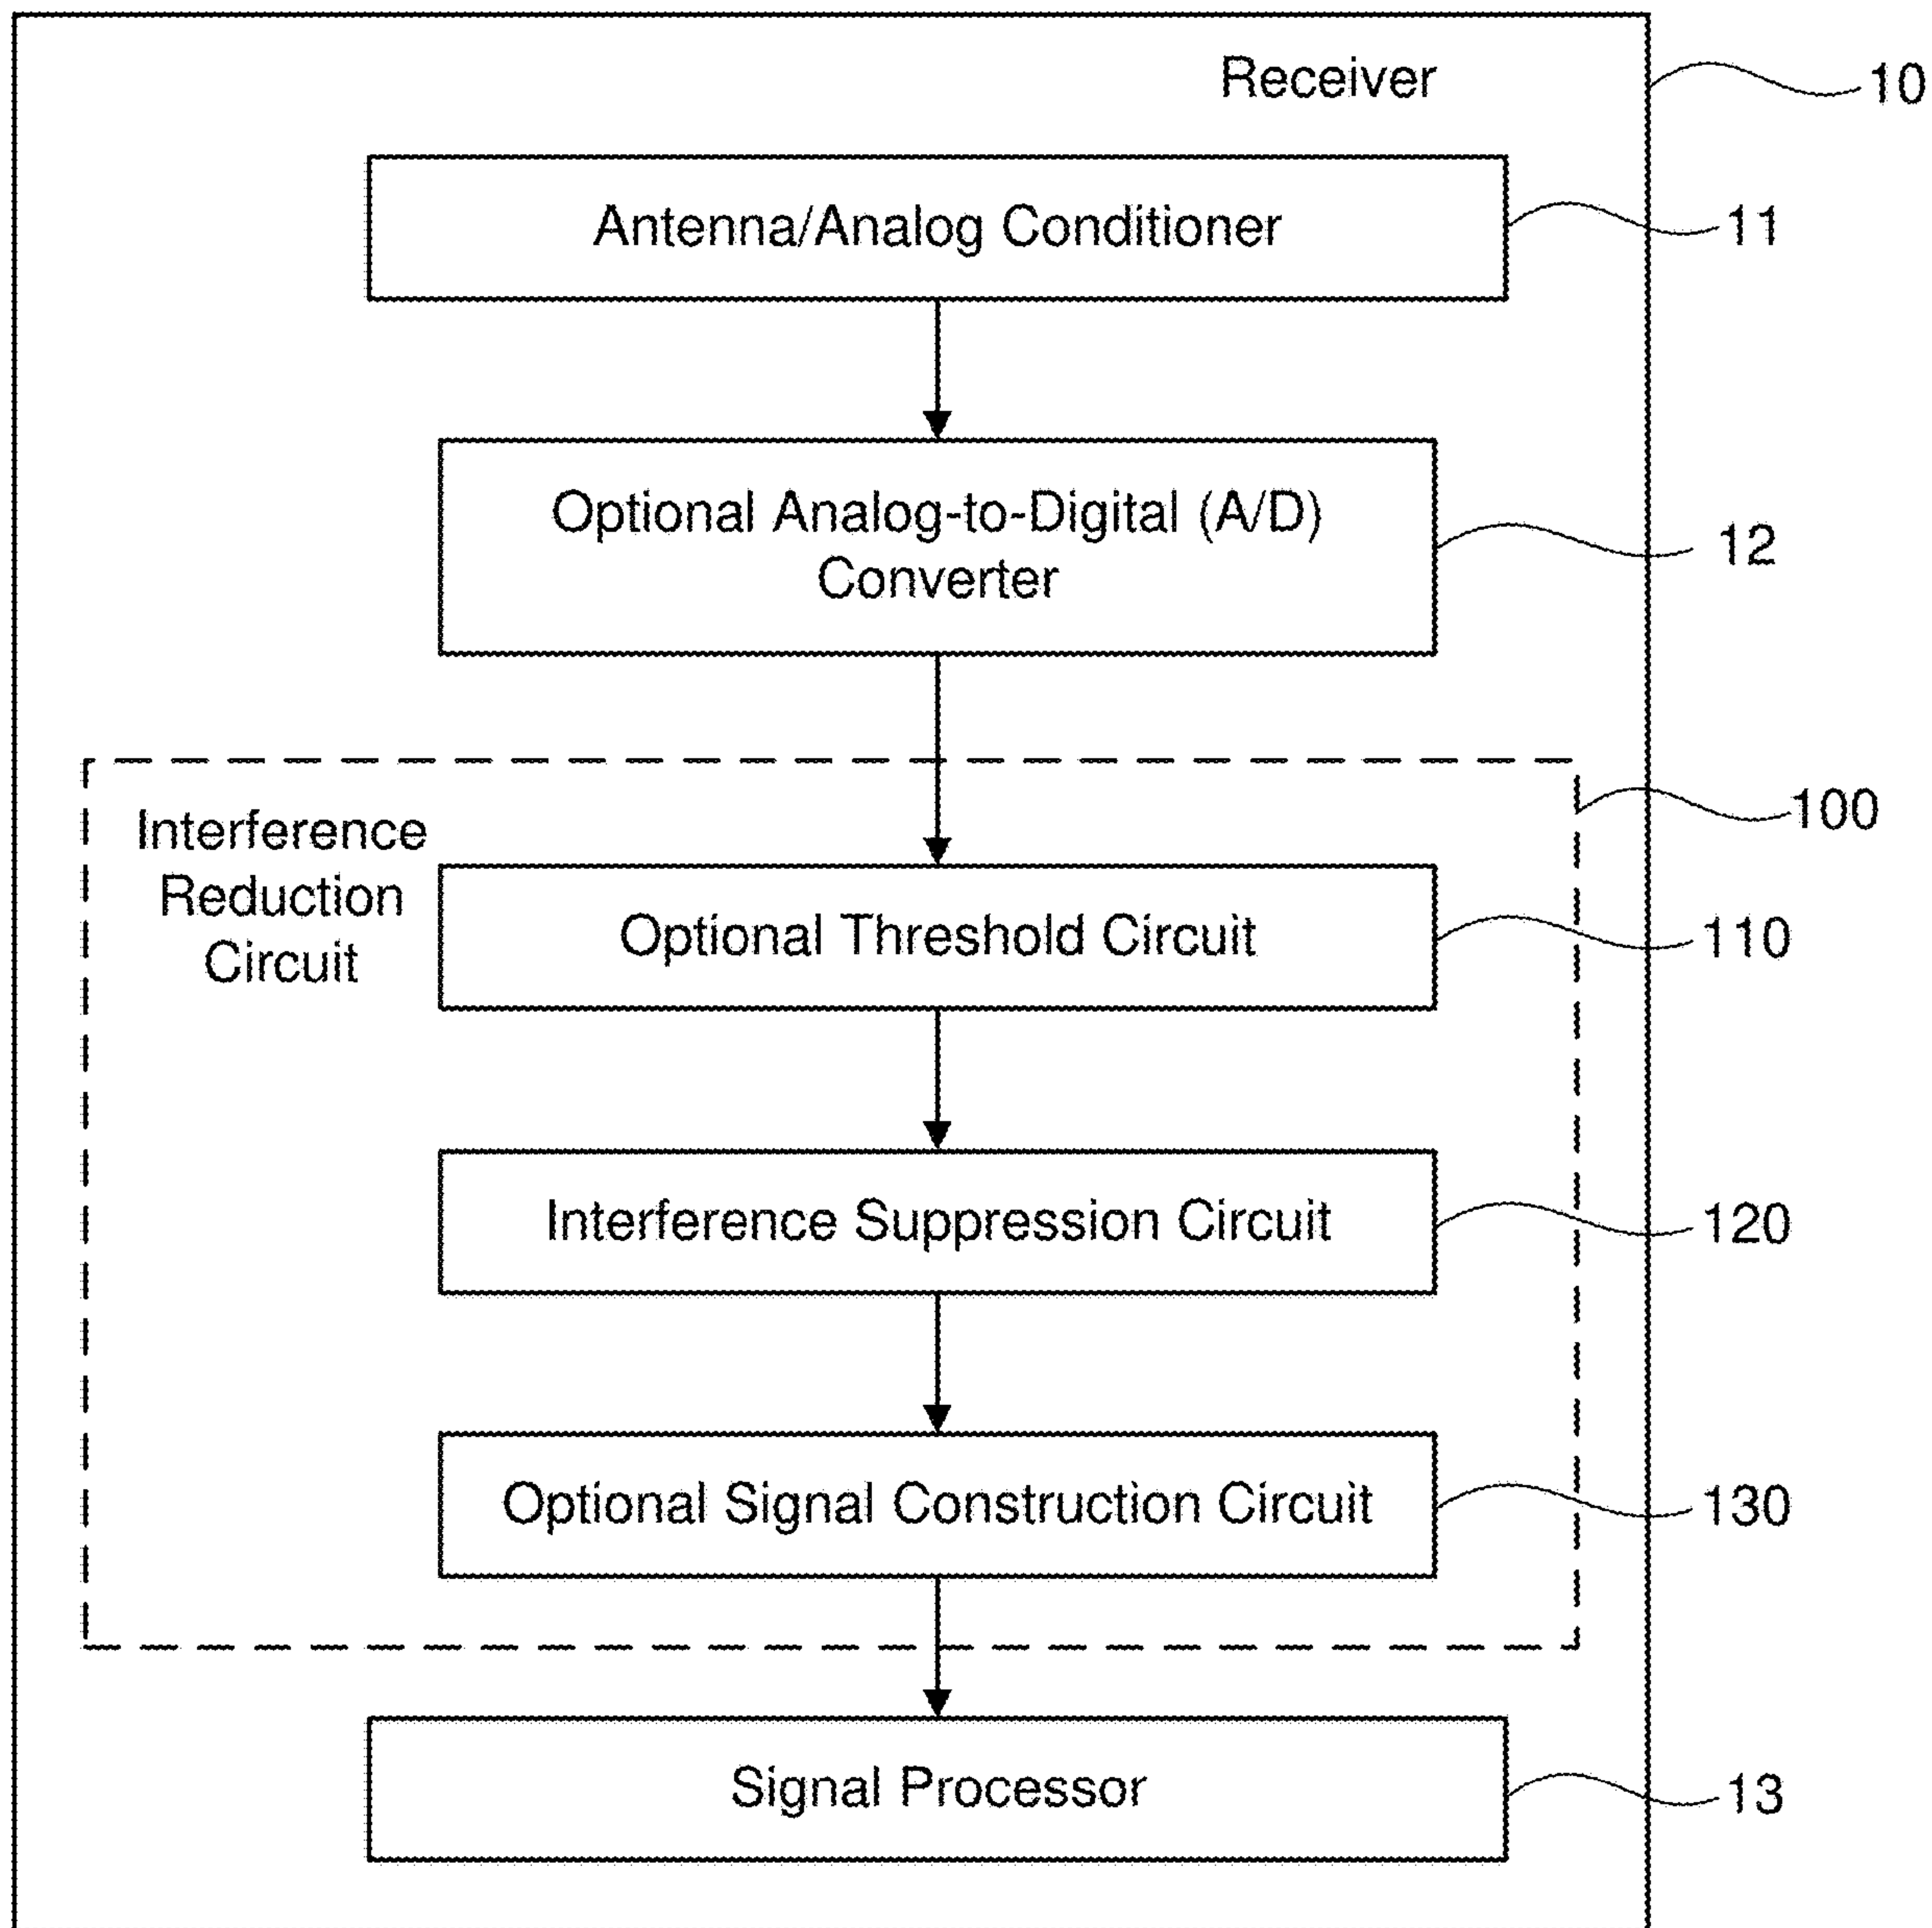 Receiver
10
Antenna/Analog Conditioner
11
Optional Analog-to-Digital (A/D)
Converter
12
Interference
Reduction
Circuit
100
Optional Threshold Circuit
110
Interference Suppression Circuit
120
Optional Signal Construction Circuit
130
Signal Processor
13